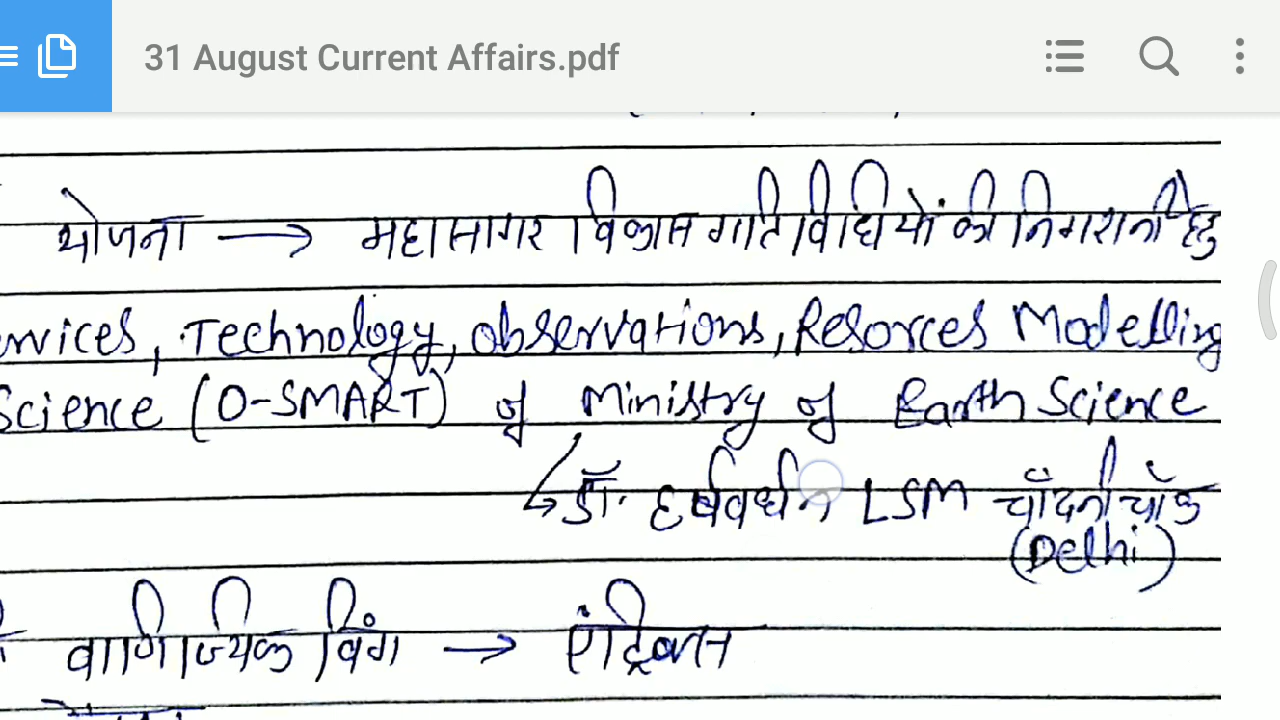 31 August Current Affairs.pdf
योजना → महासागर विकास गतिविधियों की निगरानी हेतु
ervices, Technology, observations, Resorces Modelling
Science (O-SMART) of Ministry of Earth Science
↳ डॉ. हर्षवर्धन LSM चाँदनी चौक
(Delhi)
वाणिज्यिक विंग → एंट्रिक्स